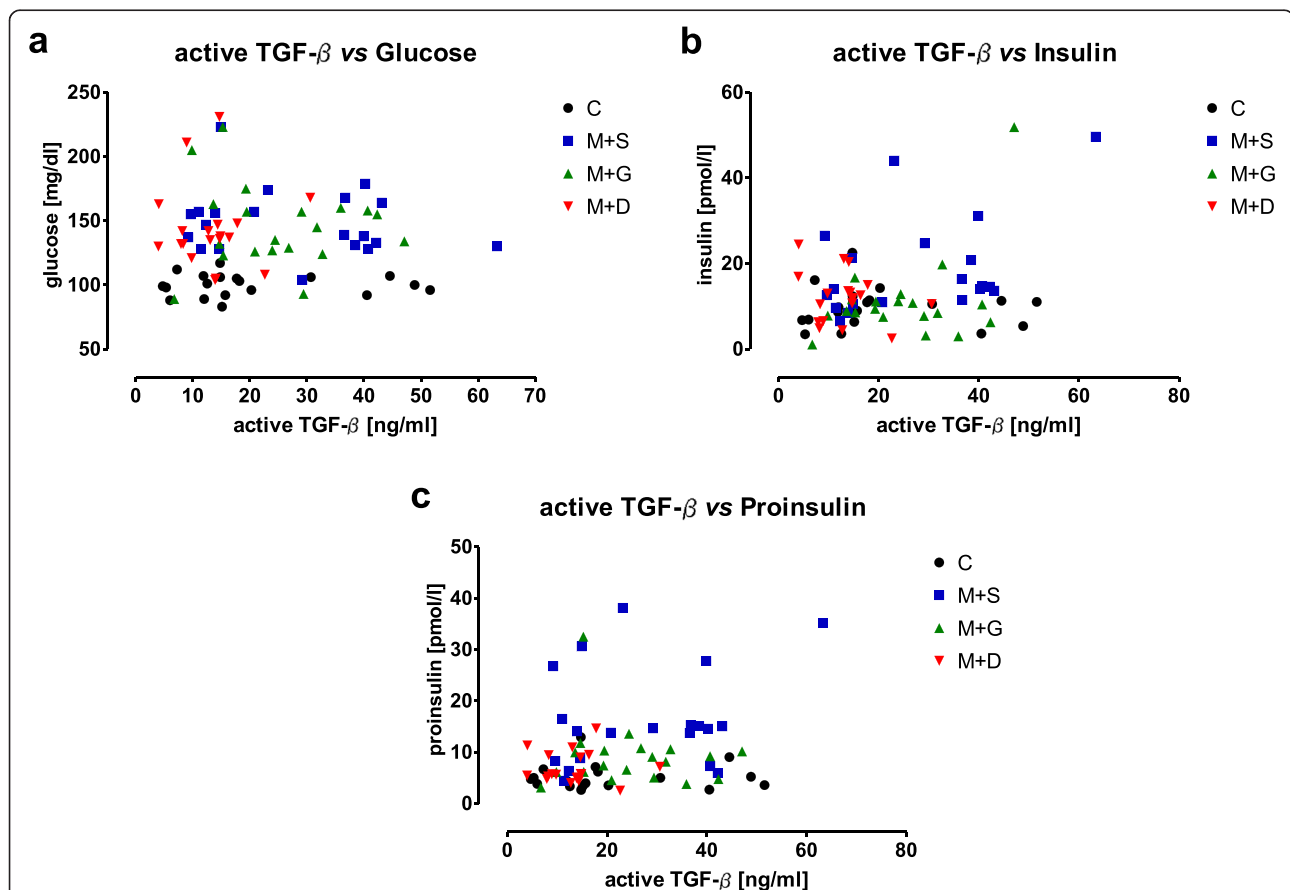 a
active TGF-β vs Glucose
250
200
150
100
50
glucose [mg/dl]
0 10 20 30 40 50 60 70
active TGF-β [ng/ml]
C
M+S
M+G
M+D
b
active TGF-β vs Insulin
60
40
20
0
insulin [pmol/l]
0 20 40 60 80
active TGF-β [ng/ml]
C
M+S
M+G
M+D
c
active TGF-β vs Proinsulin
50
40
30
20
10
0
proinsulin [pmol/l]
0 20 40 60 80
active TGF-β [ng/ml]
C
M+S
M+G
M+D